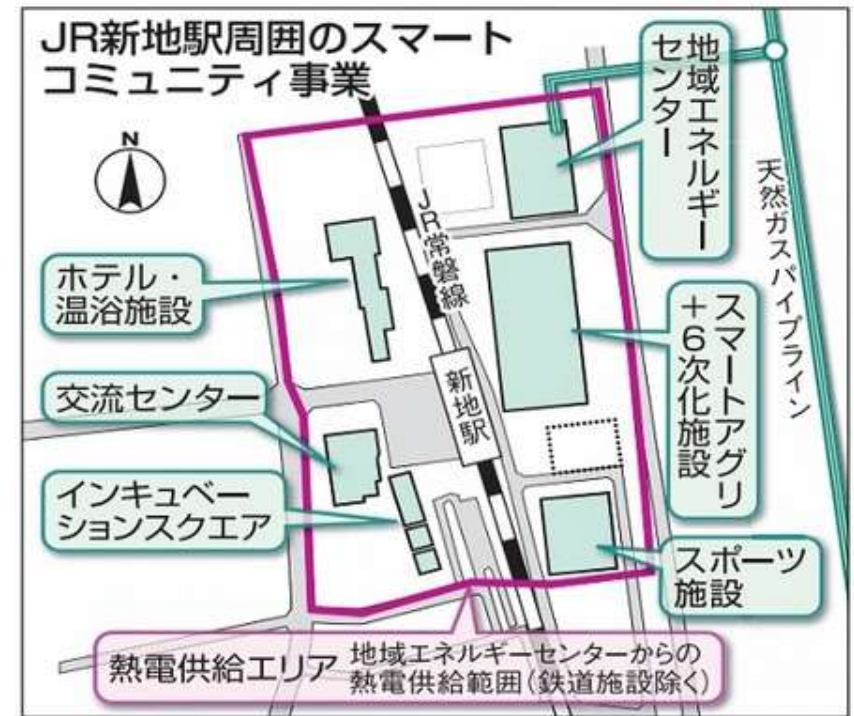 JR新地駅周囲のスマート
コミュニティ事業
N
地域エネルギー
センター
天然ガスパイプライン
JR常磐線
ホテル・
温浴施設
スマートアグリ
+6次化施設
新地駅
交流センター
インキュベー
ションスクエア
スポーツ
施設
熱電供給エリア
地域エネルギーセンターからの
熱電供給範囲(鉄道施設除く)